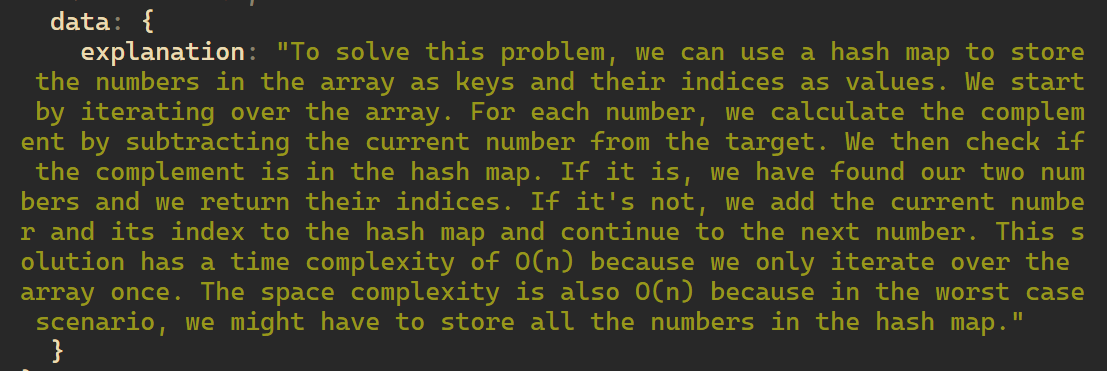 data: {
explanation: "To solve this problem, we can use a hash map to store
the numbers in the array as keys and their indices as values. We start
by iterating over the array. For each number, we calculate the complem
ent by subtracting the current number from the target. We then check if
the complement is in the hash map. If it is, we have found our two num
bers and we return their indices. If it's not, we add the current numbe
r and its index to the hash map and continue to the next number. This s
olution has a time complexity of O(n) because we only iterate over the
array once. The space complexity is also O(n) because in the worst case
scenario, we might have to store all the numbers in the hash map."
}